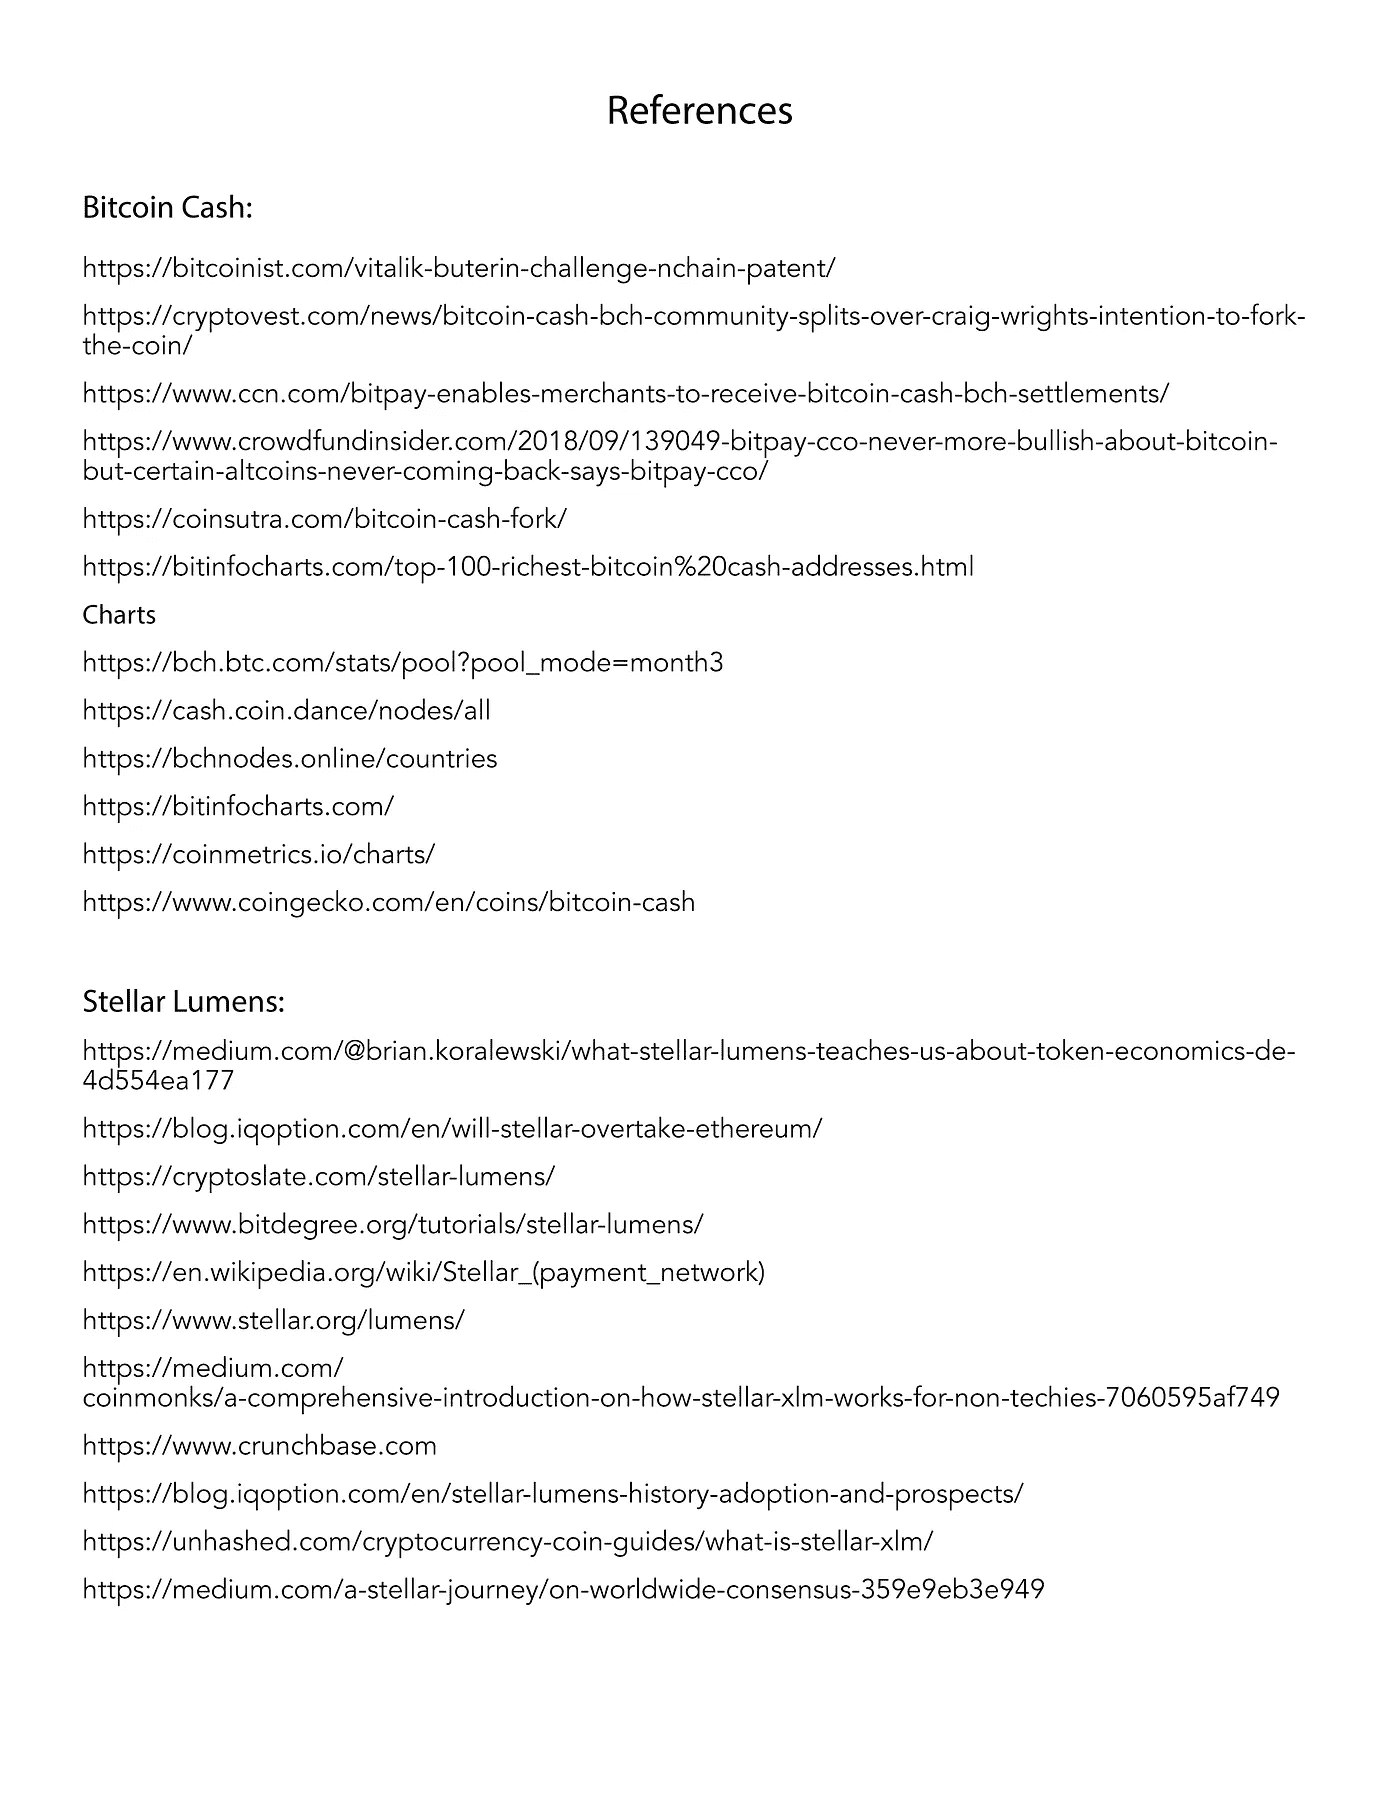 References
Bitcoin Cash:
https://bitcoinist.com/vitalik-buterin-challenge-nchain-patent/
https://cryptovest.com/news/bitcoin-cash-bch-community-splits-over-craig-wrights-intention-to-fork-
the-coin/
https://www.ccn.com/bitpay-enables-merchants-to-receive-bitcoin-cash-bch-settlements/
https://www.crowdfundinsider.com/2018/09/139049-bitpay-cco-never-more-bullish-about-bitcoin-
but-certain-altcoins-never-coming-back-says-bitpay-cco/
https://coinsutra.com/bitcoin-cash-fork/
https://bitinfocharts.com/top-100-richest-bitcoin%20cash-addresses.html
Charts
https://bch.btc.com/stats/pool?pool_mode=month3
https://cash.coin.dance/nodes/all
https://bchnodes.online/countries
https://bitinfocharts.com/
https://coinmetrics.io/charts/
https://www.coingecko.com/en/coins/bitcoin-cash
Stellar Lumens:
https://medium.com/@brian.koralewski/what-stellar-lumens-teaches-us-about-token-economics-de-
4d554ea177
https://blog.iqoption.com/en/will-stellar-overtake-ethereum/
https://cryptoslate.com/stellar-lumens/
https://www.bitdegree.org/tutorials/stellar-lumens/
https://en.wikipedia.org/wiki/Stellar_(payment_network)
https://www.stellar.org/lumens/
https://medium.com/
coinmonks/a-comprehensive-introduction-on-how-stellar-xlm-works-for-non-techies-7060595af749
https://www.crunchbase.com
https://blog.iqoption.com/en/stellar-lumens-history-adoption-and-prospects/
https://unhashed.com/cryptocurrency-coin-guides/what-is-stellar-xlm/
https://medium.com/a-stellar-journey/on-worldwide-consensus-359e9eb3e949